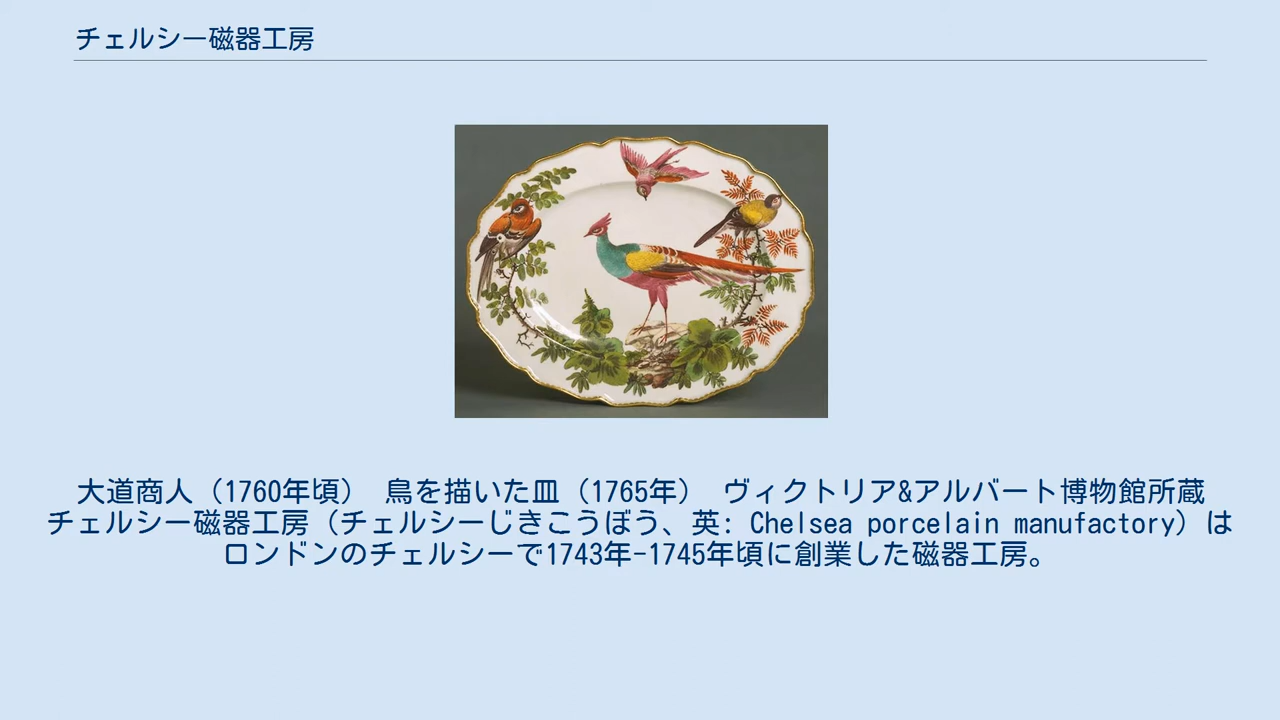 チェルシー磁器工房
大道商人（1760年頃） 鳥を描いた皿（1765年） ヴィクトリア&アルバート博物館所蔵
チェルシー磁器工房（チェルシーじきこうぼう、英: Chelsea porcelain manufactory）は
ロンドンのチェルシーで1743年-1745年頃に創業した磁器工房。